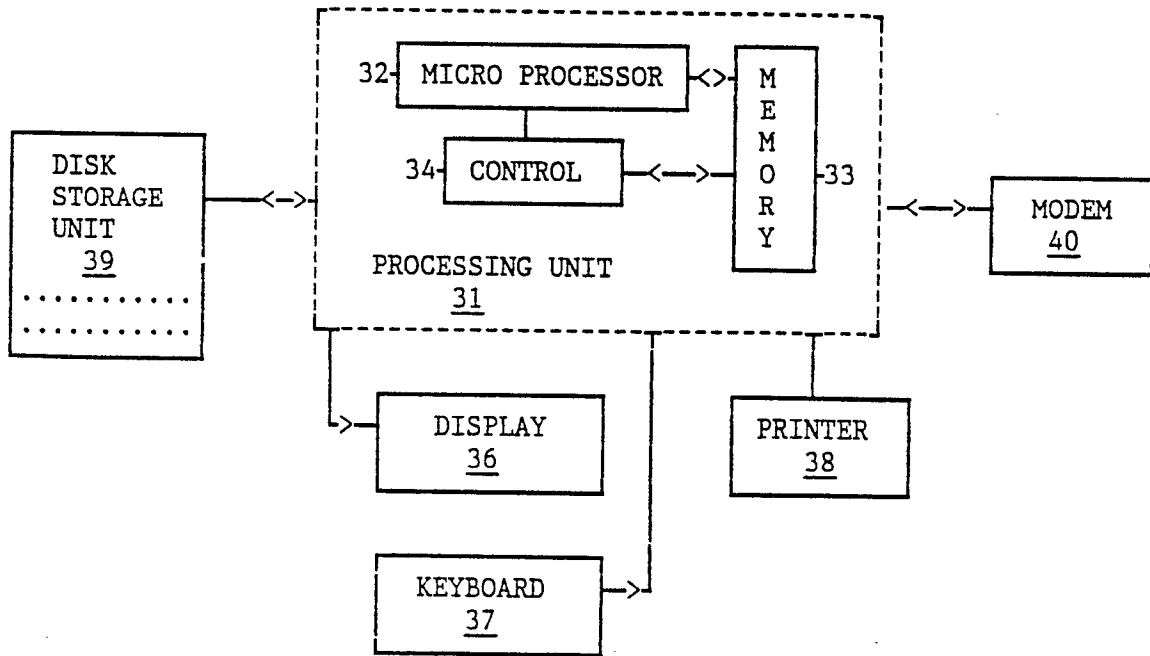 32 MICRO PROCESSOR
MEMORY
33
34 CONTROL
PROCESSING UNIT
31
DISK
STORAGE
UNIT
39
MODEM
40
DISPLAY
36
PRINTER
38
KEYBOARD
37